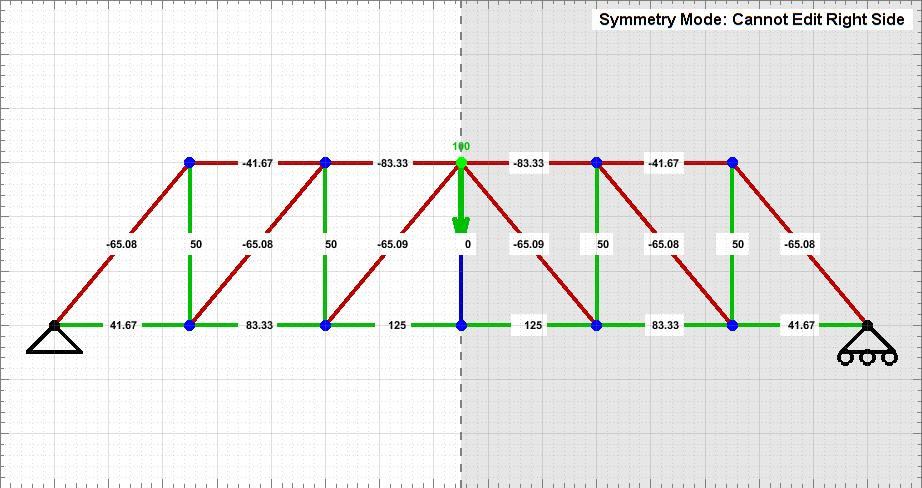 Symmetry Mode: Cannot Edit Right Side
100
-41.67 -83.33 -83.33 -41.67
-65.08 50 -65.08 50 -65.09 0 -65.09 50 -65.08 50 -65.08
41.67 83.33 125 125 83.33 41.67